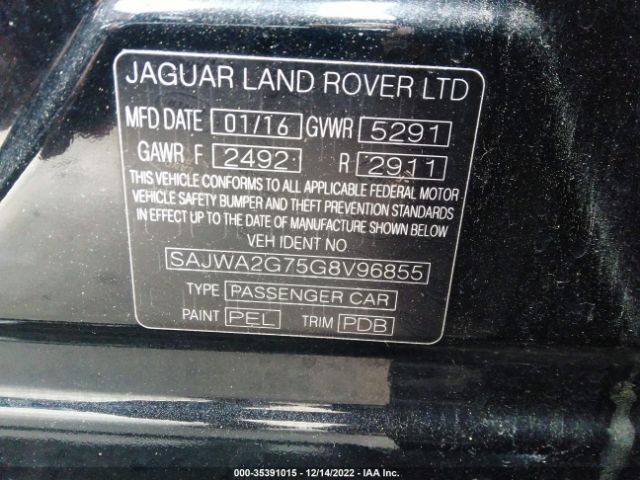 JAGUAR LAND ROVER LTD
MFD DATE 01/16 GVWR 5291
GAWR F 2492 R 2911
THIS VEHICLE CONFORMS TO ALL APPLICABLE FEDERAL MOTOR
VEHICLE SAFETY BUMPER AND THEFT PREVENTION STANDARDS
IN EFFECT UP TO THE DATE OF MANUFACTURE SHOWN BELOW
VEH IDENT NO
SAJWA2G75G8V96855
TYPE PASSENGER CAR
PAINT PEL TRIM PDB
000-35391015 - 12/14/2022 - IAA Inc.